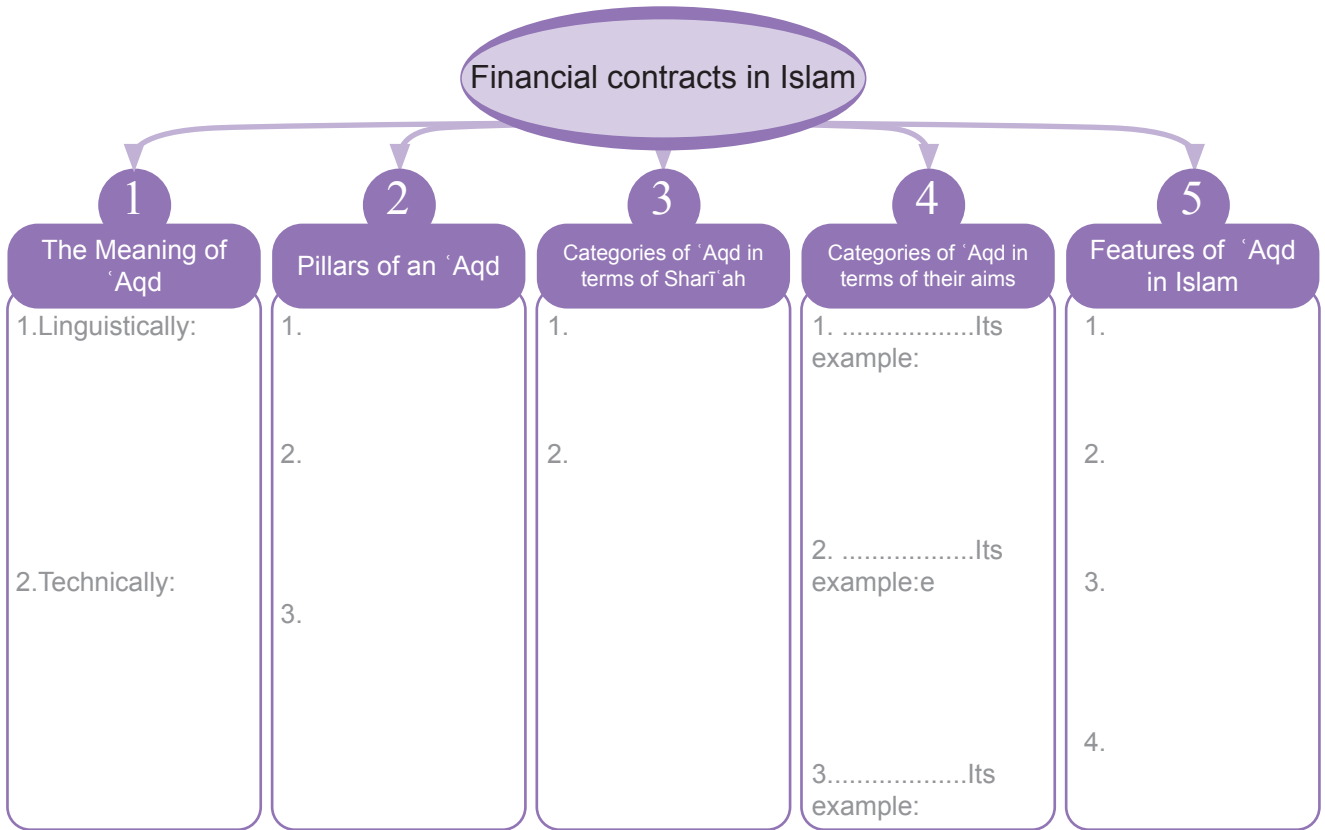 Financial contracts in Islam
1
The Meaning of
ʿAqd
1.Linguistically:
2.Technically:
2
Pillars of an ʿAqd
1.
2.
3.
3
Categories of ʿAqd in
terms of Sharīʿah
1.
2.
4
Categories of ʿAqd in
terms of their aims
1. ..................Its
example:
2. ..................Its
example:e
3...................Its
example:
5
Features of ʿAqd
in Islam
1.
2.
3.
4.